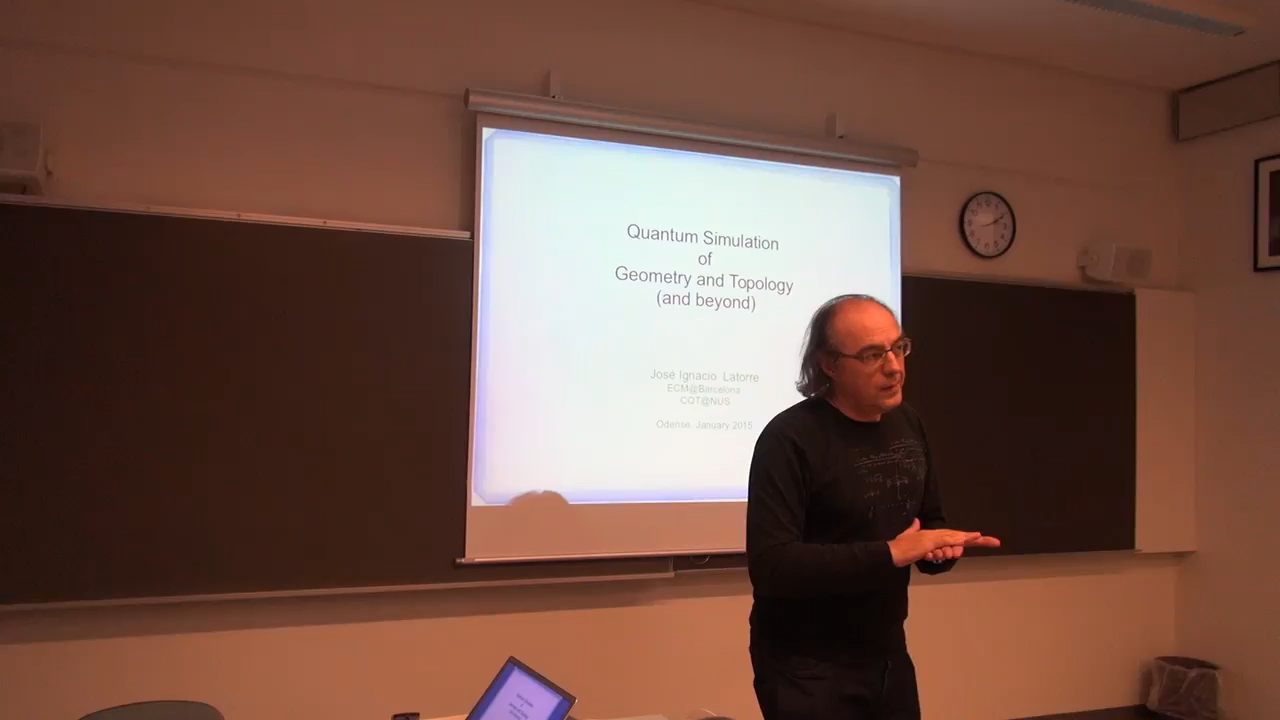 Quantum Simulation
of
Geometry and Topology
(and beyond)
José Ignacio Latorre
ECM@Barcelona
CQT@NUS
Odense January 2015